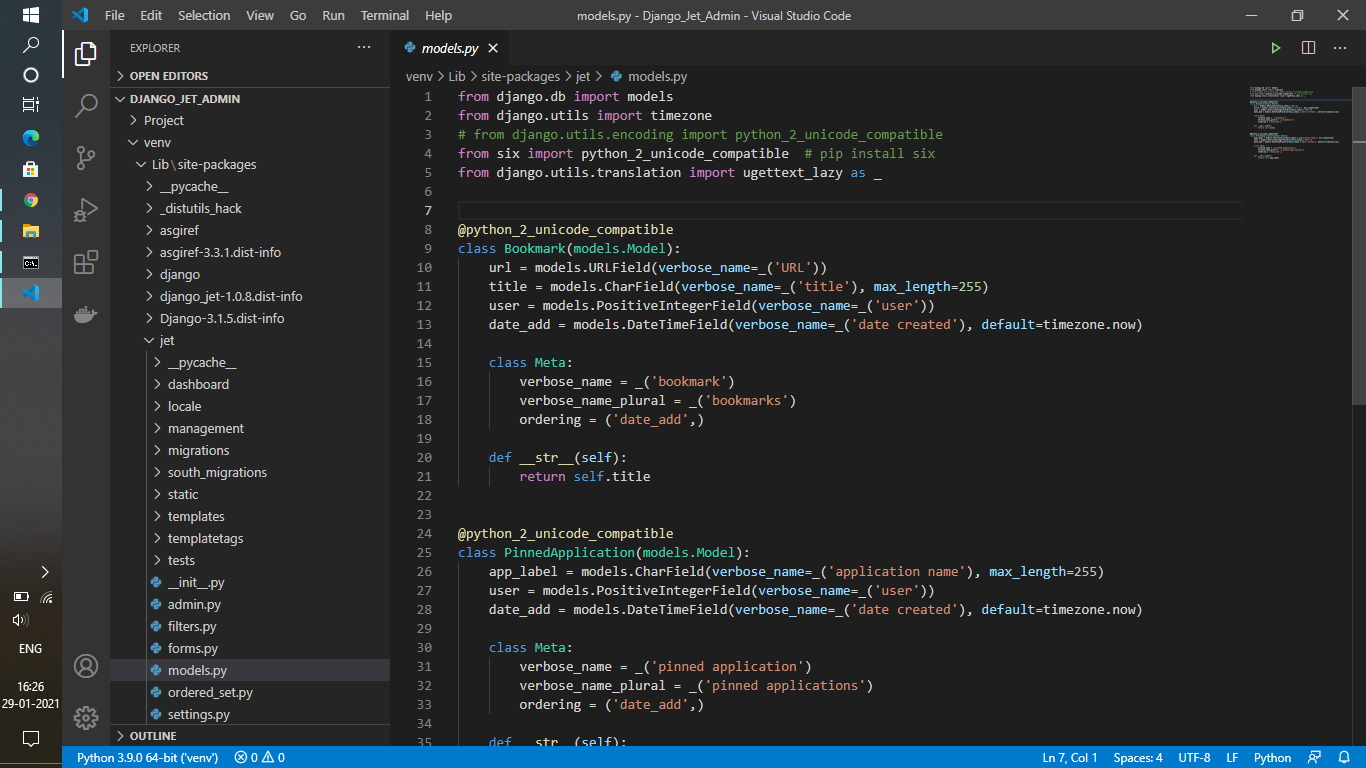 File Edit Selection View Go Run Terminal Help
models.py - Django_Jet_Admin - Visual Studio Code
EXPLORER
OPEN EDITORS
DJANGO_JET_ADMIN
Project
venv
Lib \ site-packages
__pycache__
_distutils_hack
asgiref
asgiref-3.3.1.dist-info
django
django_jet-1.0.8.dist-info
Django-3.1.5.dist-info
jet
__pycache__
dashboard
locale
management
migrations
south_migrations
static
templates
templatetags
tests
__init__.py
admin.py
filters.py
forms.py
models.py
ordered_set.py
settings.py
OUTLINE
models.py
venv > Lib > site-packages > jet > models.py
1 from django.db import models
2 from django.utils import timezone
3 # from django.utils.encoding import python_2_unicode_compatible
4 from six import python_2_unicode_compatible  # pip install six
5 from django.utils.translation import ugettext_lazy as _
6
7
8 @python_2_unicode_compatible
9 class Bookmark(models.Model):
10     url = models.URLField(verbose_name=_('URL'))
11     title = models.CharField(verbose_name=_('title'), max_length=255)
12     user = models.PositiveIntegerField(verbose_name=_('user'))
13     date_add = models.DateTimeField(verbose_name=_('date created'), default=timezone.now)
14
15     class Meta:
16         verbose_name = _('bookmark')
17         verbose_name_plural = _('bookmarks')
18         ordering = ('date_add',)
19
20     def __str__(self):
21         return self.title
22
23
24 @python_2_unicode_compatible
25 class PinnedApplication(models.Model):
26     app_label = models.CharField(verbose_name=_('application name'), max_length=255)
27     user = models.PositiveIntegerField(verbose_name=_('user'))
28     date_add = models.DateTimeField(verbose_name=_('date created'), default=timezone.now)
29
30     class Meta:
31         verbose_name = _('pinned application')
32         verbose_name_plural = _('pinned applications')
33         ordering = ('date_add',)
34
35     def __str__(self):
ENG
16:26
29-01-2021
Python 3.9.0 64-bit ('venv') 0 0
Ln 7, Col 1 Spaces: 4 UTF-8 LF Python